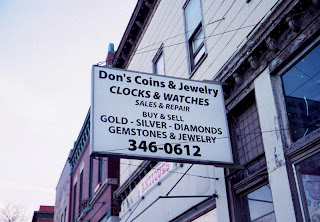 Don's Coins & Jewelry
CLOCKS & WATCHES
SALES & REPAIR
BUY & SELL
GOLD - SILVER - DIAMONDS
GEMSTONES & JEWELRY
346-0612